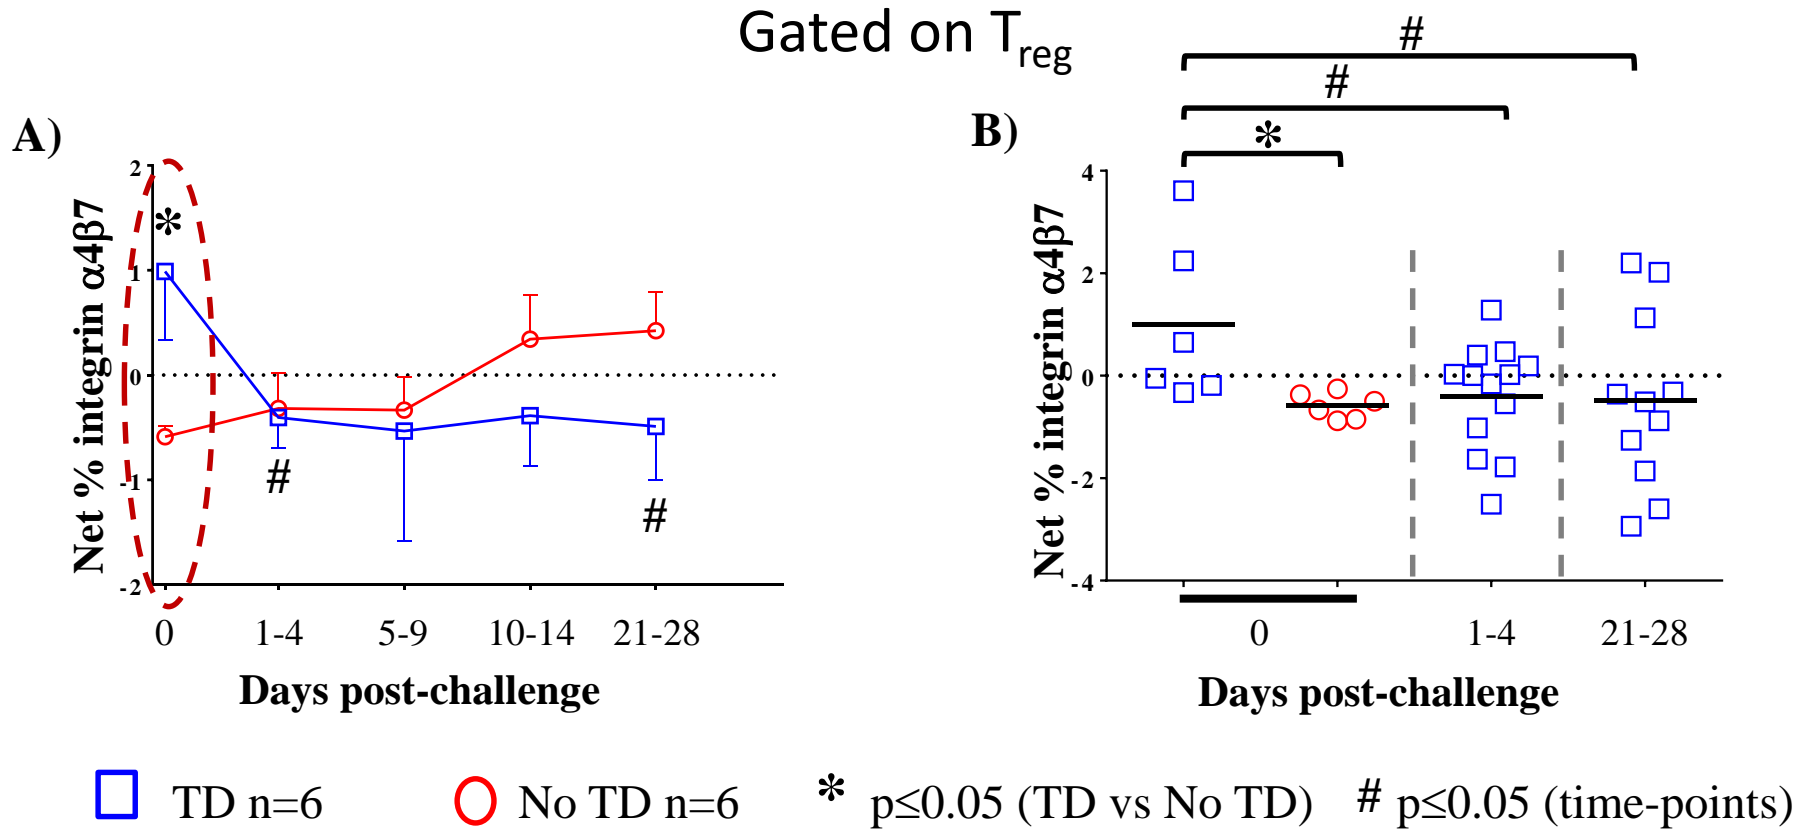 Gated on Treg
#
#
*
A)
B)
2
1
0
-1
-2
Net % integrin α4β7
*
#
#
0 1-4 5-9 10-14 21-28
Days post-challenge
4
2
0
-2
-4
Net % integrin α4β7
0 1-4 21-28
Days post-challenge
TD n=6 No TD n=6 * p≤0.05 (TD vs No TD) # p≤0.05 (time-points)